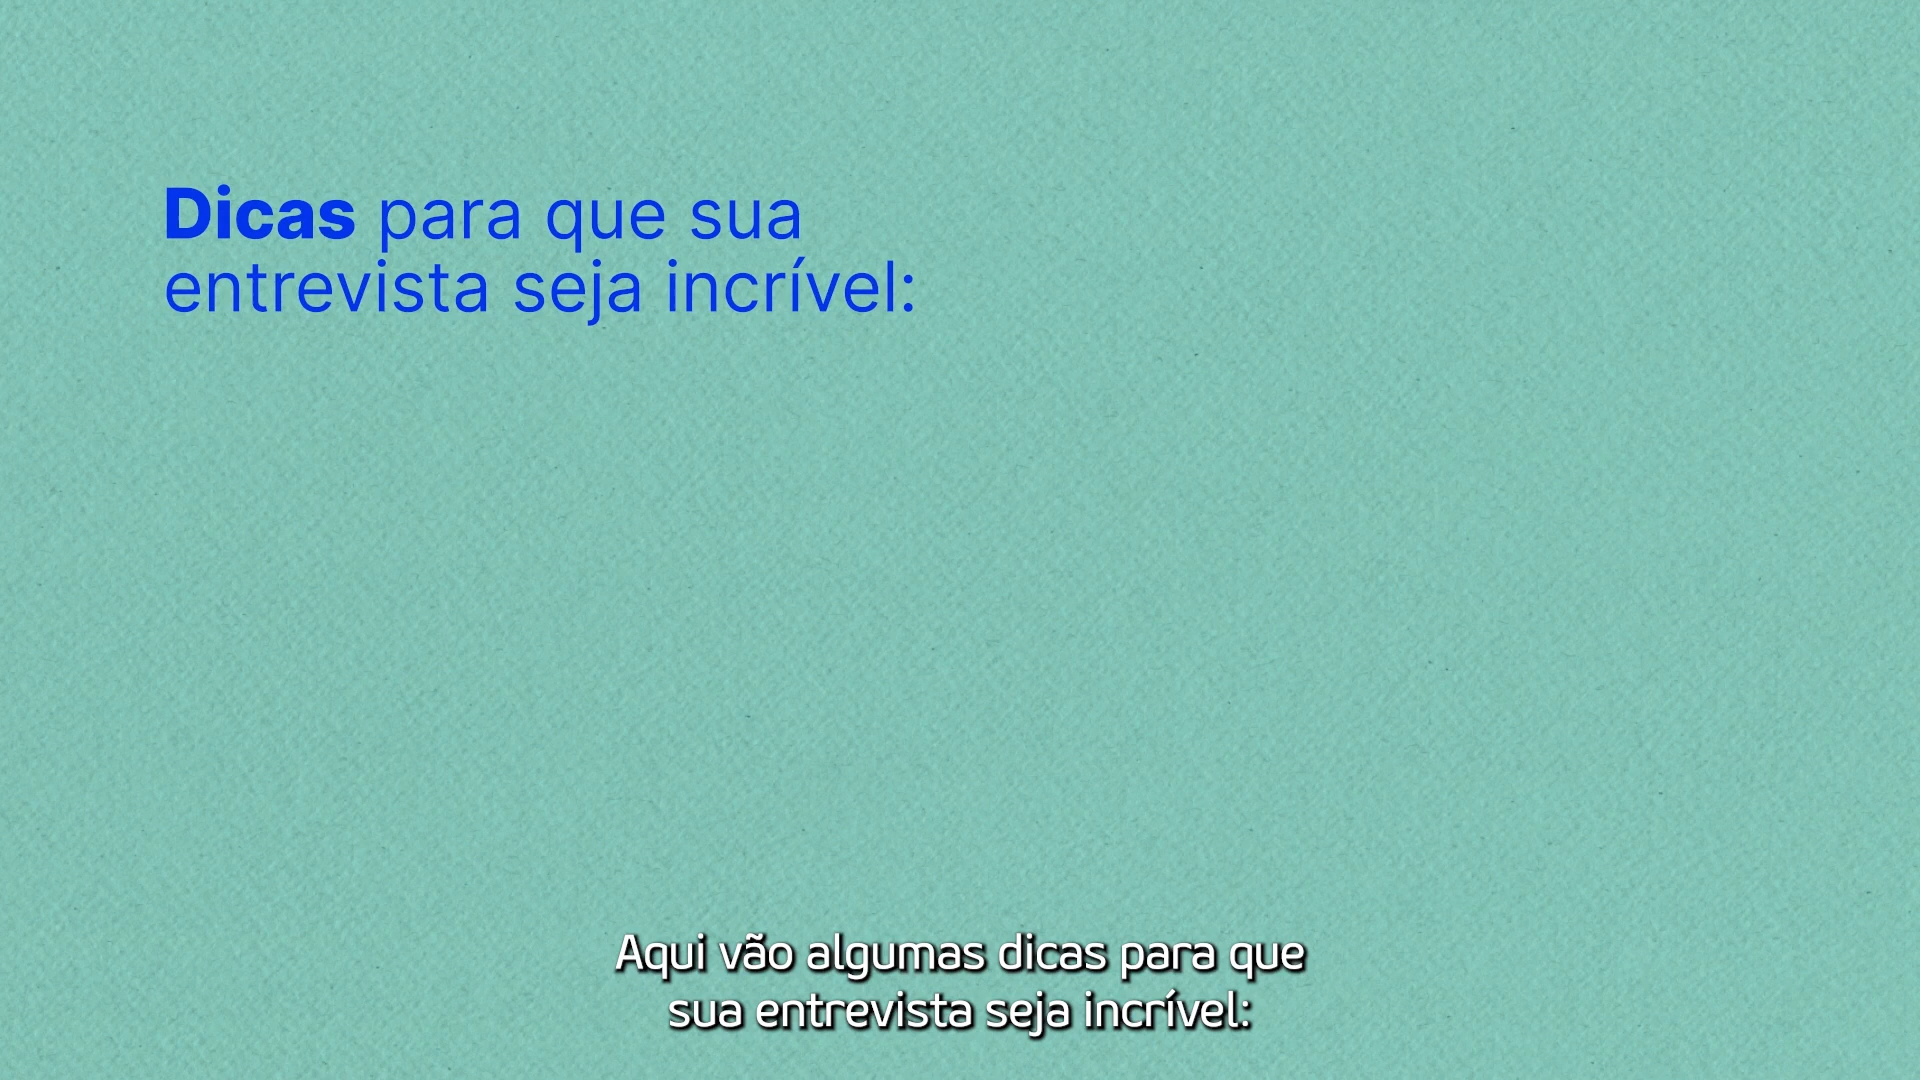 Dicas para que sua
entrevista seja incrível:
Aqui vão algumas dicas para que
sua entrevista seja incrível: